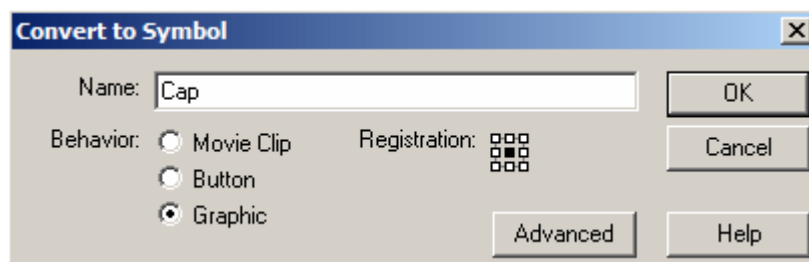 Convert to Symbol
Name: Cap OK
Behavior: Movie Clip Registration: Cancel
Button
Graphic
Advanced Help